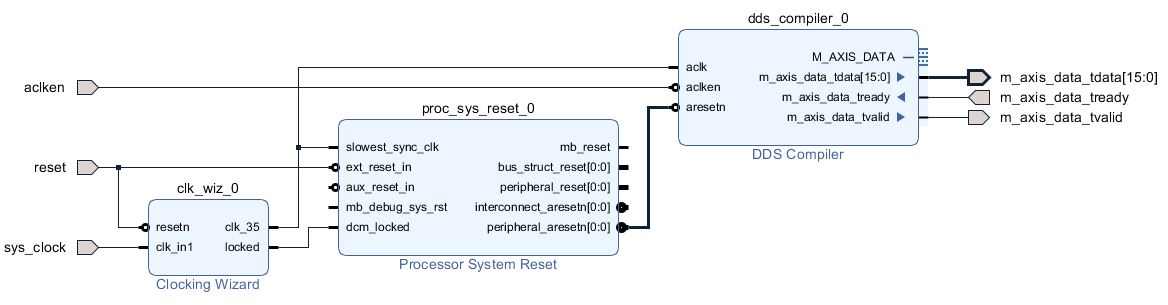 dds_compiler_0
M_AXIS_DATA
aclk
m_axis_data_tdata[15:0]
m_axis_data_tdata[15:0]
aclken
aclken
m_axis_data_tready
m_axis_data_tready
aresetn
m_axis_data_tvalid
m_axis_data_tvalid
DDS Compiler
proc_sys_reset_0
slowest_sync_clk
mb_reset
reset
ext_reset_in
bus_struct_reset[0:0]
aux_reset_in
peripheral_reset[0:0]
mb_debug_sys_rst
interconnect_aresetn[0:0]
dcm_locked
peripheral_aresetn[0:0]
Processor System Reset
clk_wiz_0
resetn
clk_35
sys_clock
clk_in1
locked
Clocking Wizard